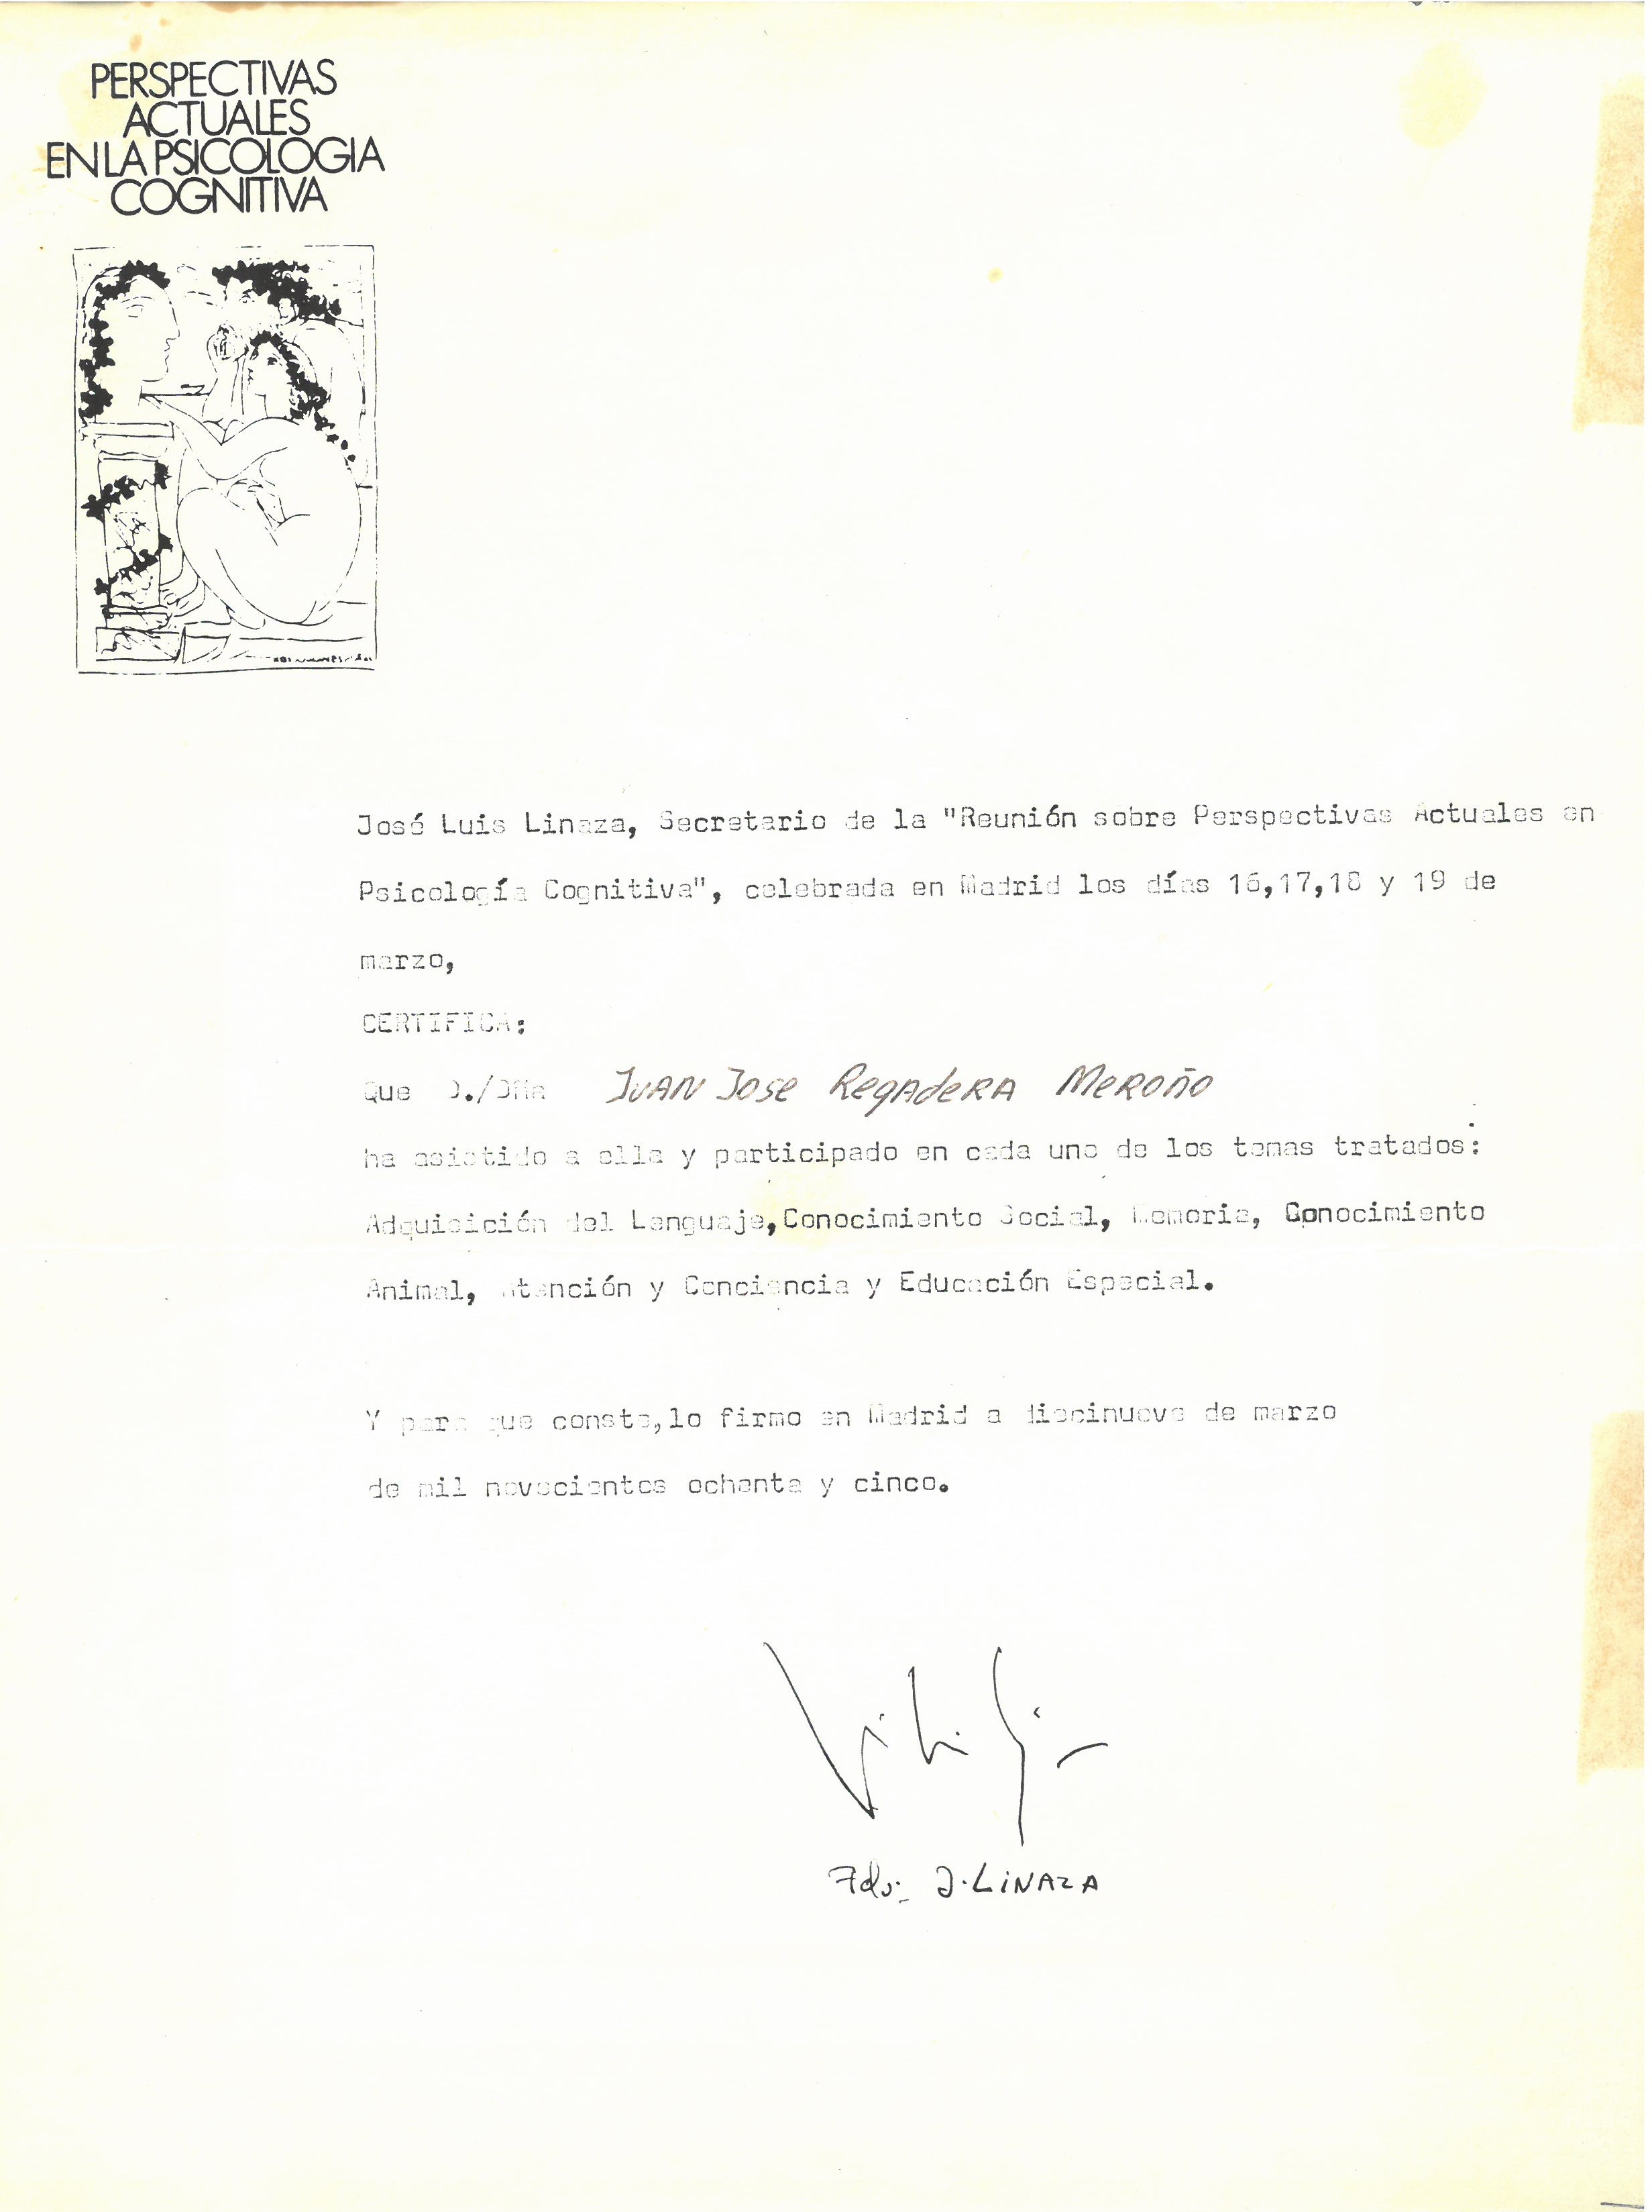 PERSPECTIVAS
ACTUALES
EN LA PSICOLOGIA
COGNITIVA
José Luis Linaza, Secretario de la "Reunión sobre Perspectivas Actuales en
Psicología Cognitiva", celebrada en Madrid los días 16,17,18 y 19 de
marzo,
CERTIFICA:
Que D./Dña JUAN JOSE REGADERA MEROÑO
ha asistido a ella y participado en cada uno de los temas tratados:
Adquisición del Lenguaje, Conocimiento Social, Memoria, Conocimiento
Animal, Atención y Conciencia y Educación Especial.
Y para que conste, lo firmo en Madrid a diecinueve de marzo
de mil novecientos ochenta y cinco.
Fdo: J. LINAZA